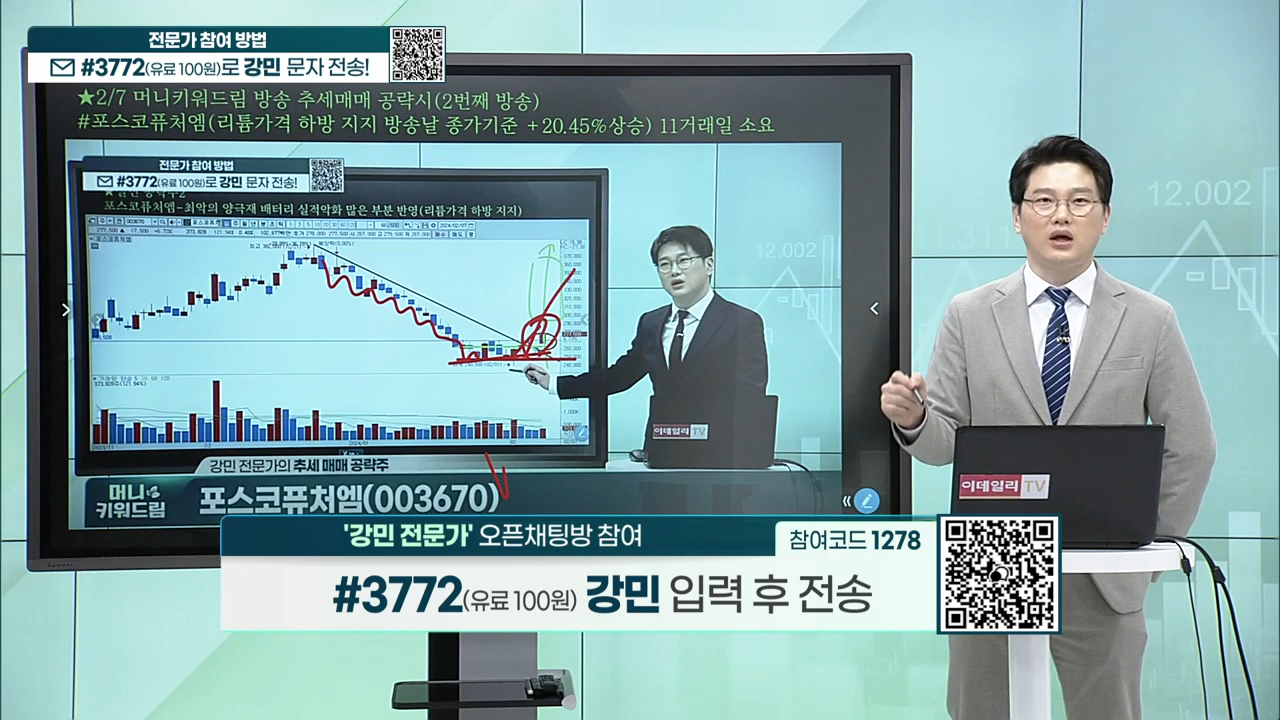 전문가 참여 방법
#3772(유료 100원)로 강민 문자 전송!
★2/7 머니키워드림 방송 추세매매 공략시(2번째 방송)
#포스코퓨처엠(리튬가격 하방 지지 방송날 종가기준 +20.45%상승) 11거래일 소요
전문가 참여 방법
#3772(유료 100원)로 강민 문자 전송!
포스코퓨처엠-최악의 양극재 배터리 실적악화 많은 부분 반영(리튬가격 하방 지지)
12.002
12.002
이데일리TV
강민 전문가의 추세 매매 공략주
머니
키워드림
포스코퓨처엠(003670)
이데일리TV
'강민 전문가' 오픈채팅방 참여
참여코드 1278
#3772(유료 100원) 강민 입력 후 전송